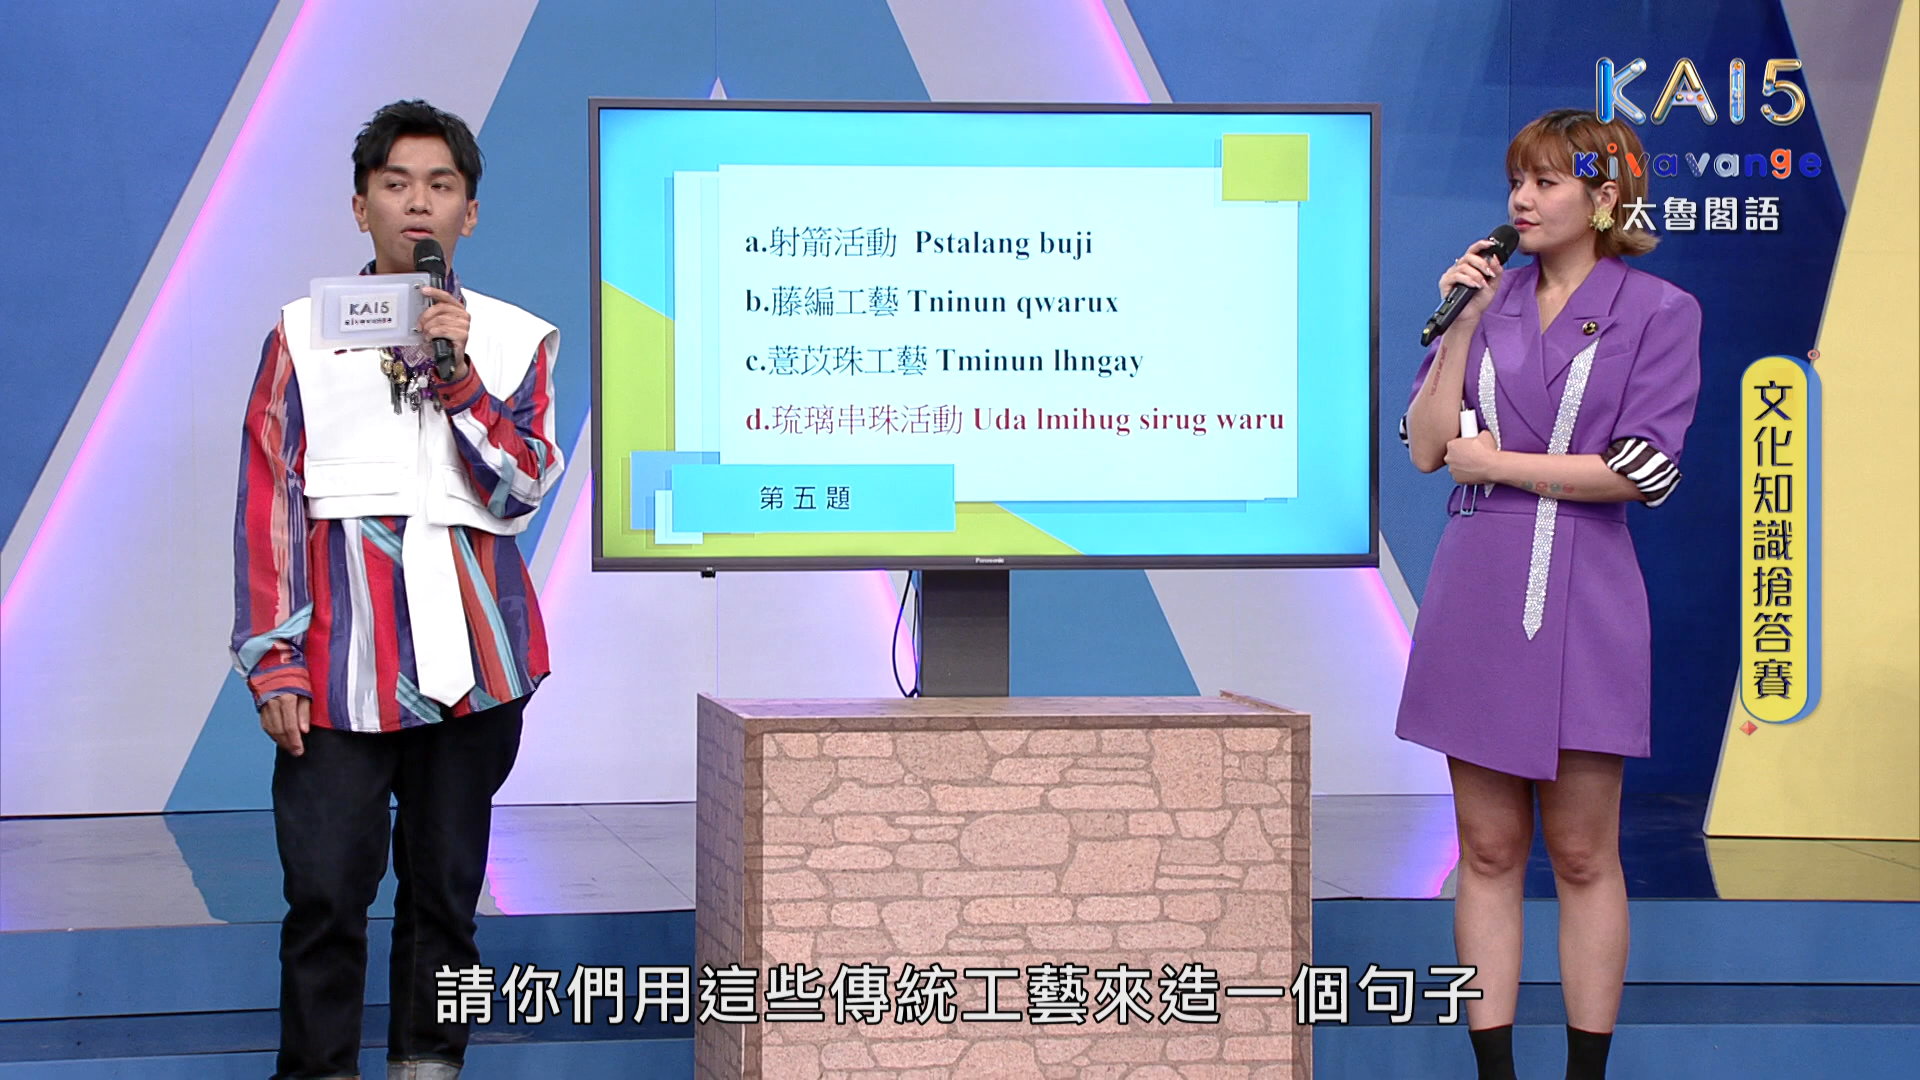 KAI5
kivavange
太魯閣語
a.射箭活動 Pstalang buji
b.藤編工藝 Tninun qwarux
c.薏苡珠工藝 Tminun lhngay
d.琉璃串珠活動 Uda lmihug sirug waru
第五題
Panasonic
KAI5
kivavange
文化知識搶答賽
請你們用這些傳統工藝來造一個句子